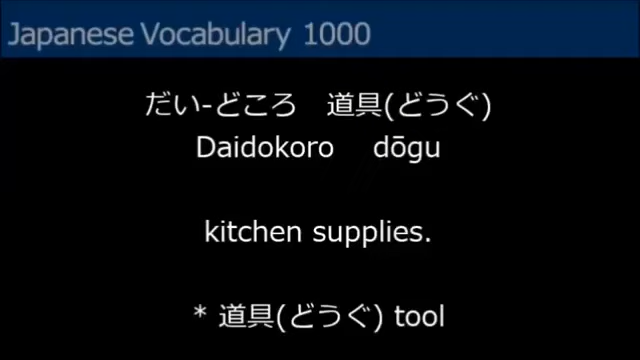 Japanese Vocabulary 1000
だい-どころ　道具(どうぐ)
Daidokoro dōgu
kitchen supplies.
* 道具(どうぐ) tool